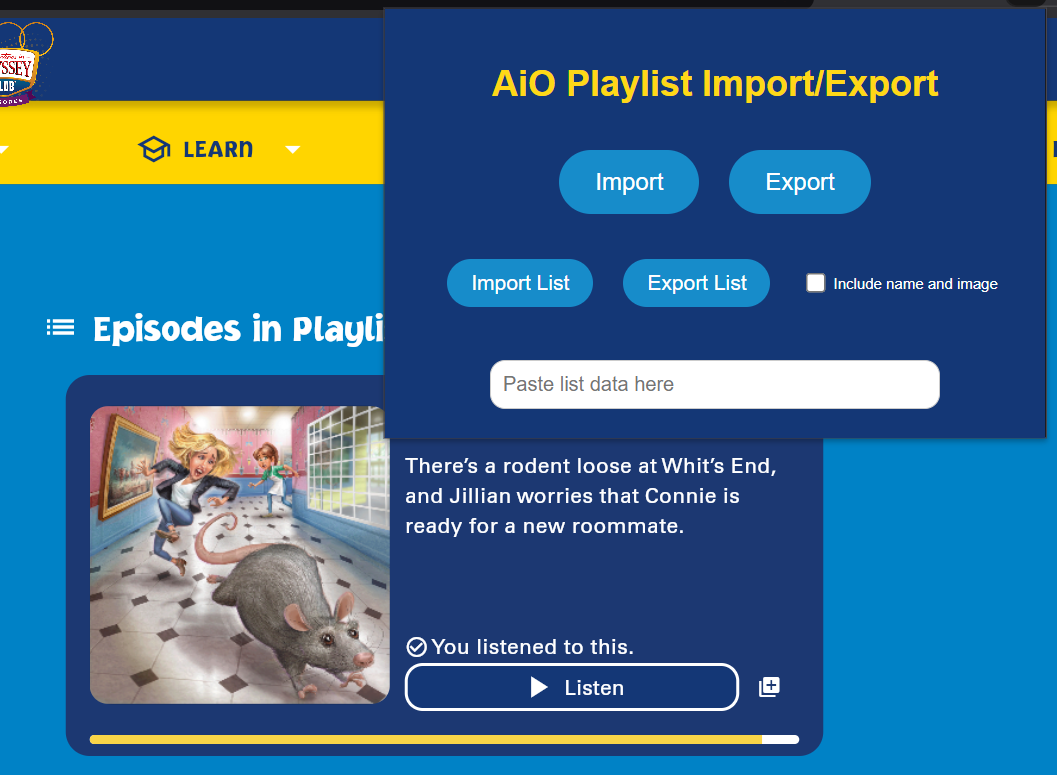 AiO Playlist Import/Export
LEARN
Import
Export
Import List
Export List
Include name and image
Episodes in Playli
Paste list data here
There's a rodent loose at Whit's End,
and Jillian worries that Connie is
ready for a new roommate.
You listened to this.
Listen